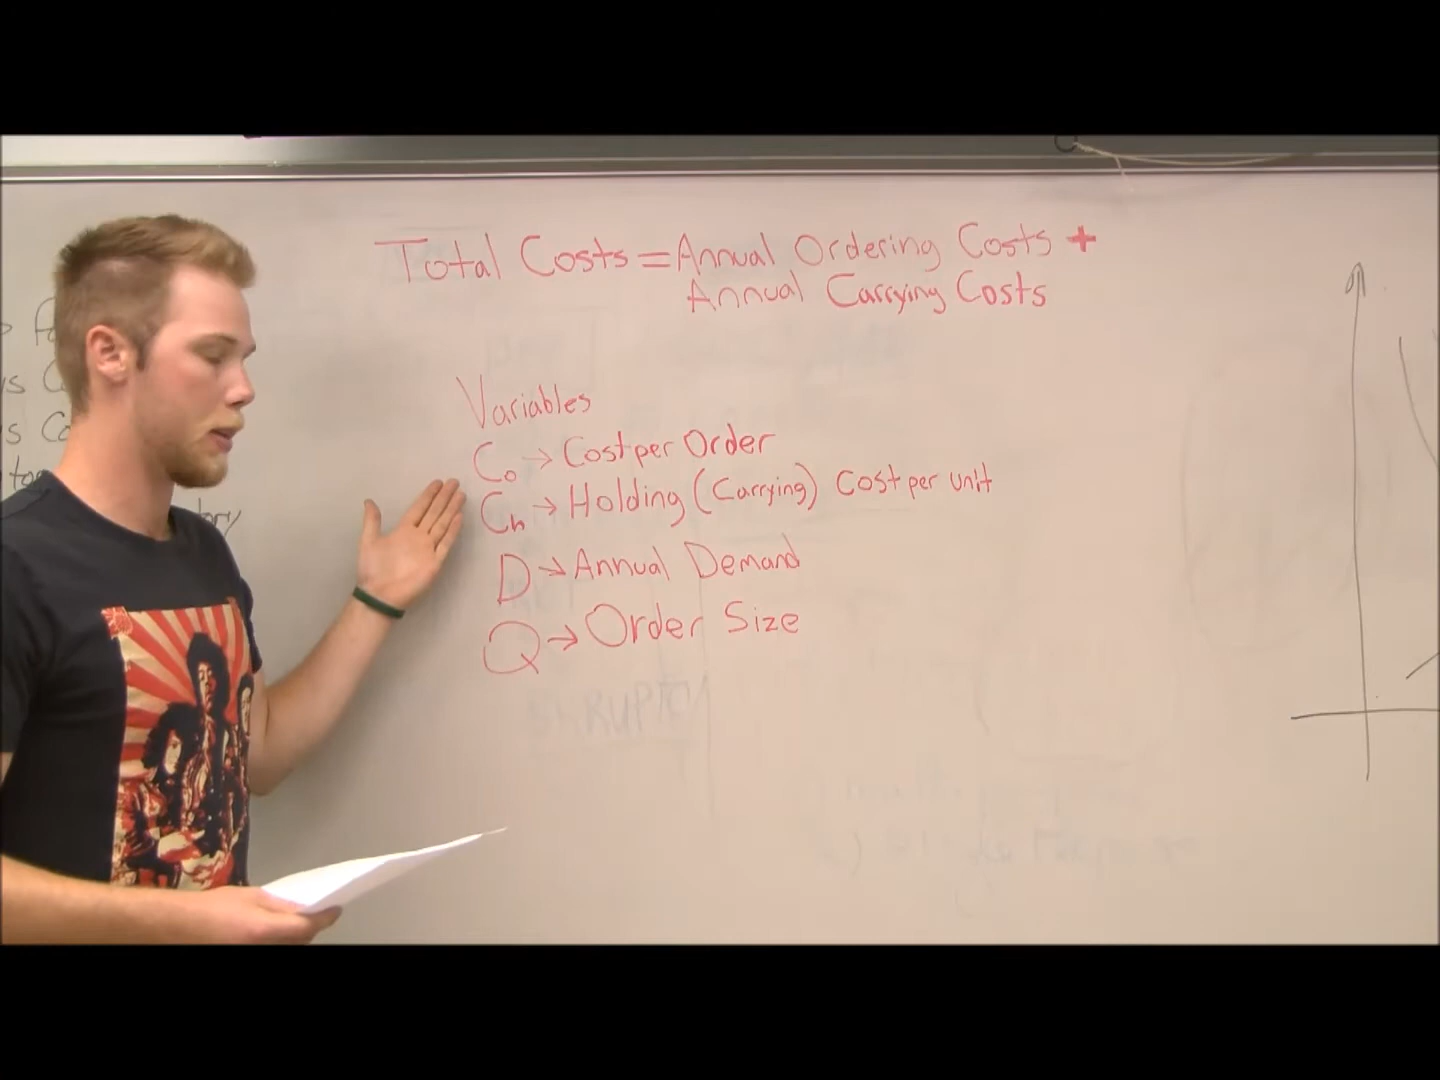 Total Costs = Annual Ordering Costs +
Annual Carrying Costs
Variables
Co → Cost per Order
Ch → Holding (Carrying) Cost per unit
D → Annual Demand
Q → Order Size